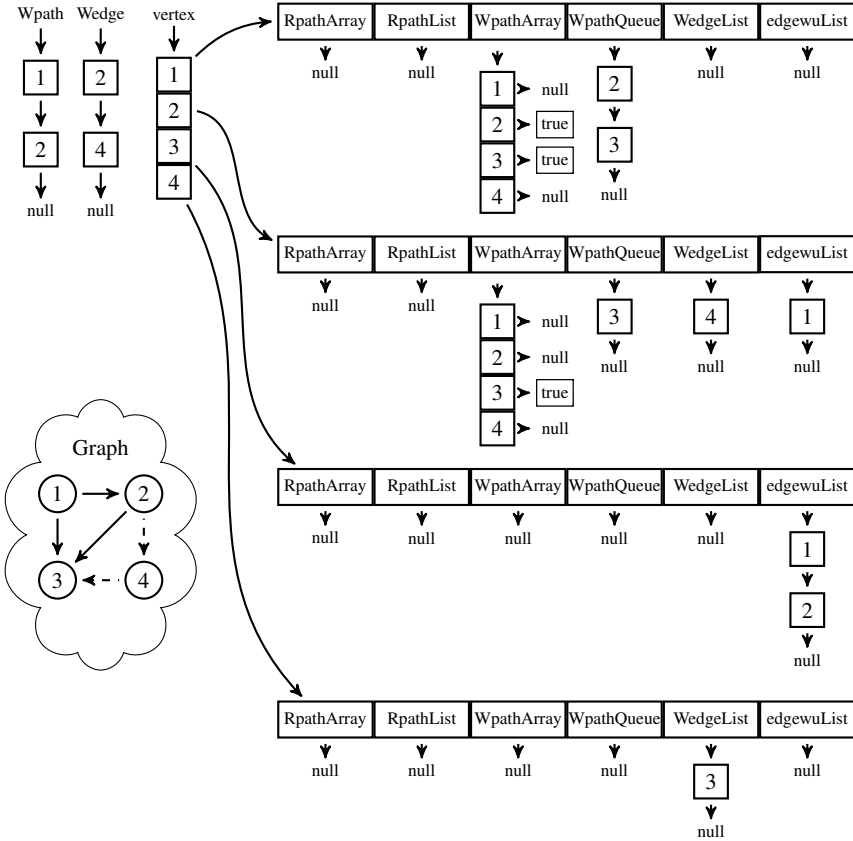 Wpath Wedge vertex
1 2 1
2 4 2
null null 3
4
RpathArray RpathList WpathArray WpathQueue WedgeList edgewuList
null null null null
1 null
2 true
3 true
4 null
2
3
null
RpathArray RpathList WpathArray WpathQueue WedgeList edgewuList
null null
1 null
2 null
3 true
4 null
3 4 1
null null null
Graph
1 2
3 4
RpathArray RpathList WpathArray WpathQueue WedgeList edgewuList
null null null null null
1
2
null
RpathArray RpathList WpathArray WpathQueue WedgeList edgewuList
null null null null null
3
null